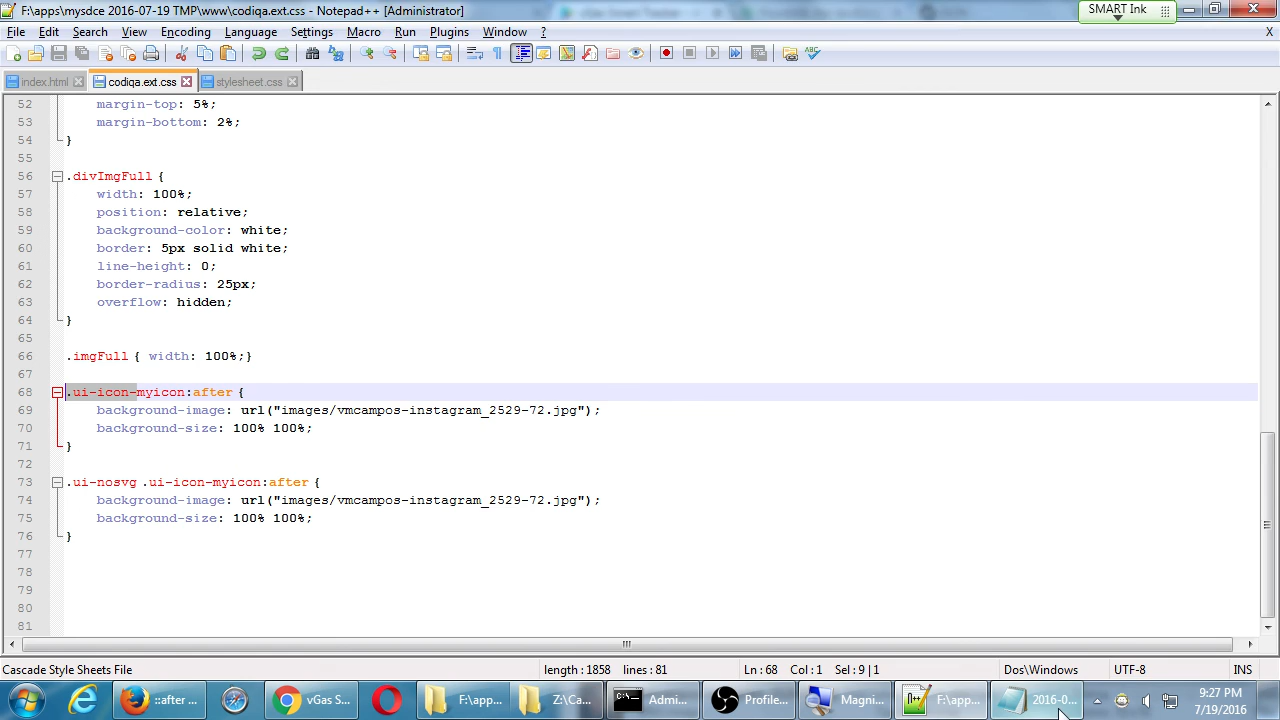 F:\apps\mysdce 2016-07-19 TMP\www\codiqa.ext.css - Notepad++ [Administrator]
SMART Ink
File Edit Search View Encoding Language Settings Macro Run Plugins Window ? X
index.html codiqa.ext.css stylesheet.css
52 margin-top: 5%;
53 margin-bottom: 2%;
54 }
55
56 .divImgFull {
57 width: 100%;
58 position: relative;
59 background-color: white;
60 border: 5px solid white;
61 line-height: 0;
62 border-radius: 25px;
63 overflow: hidden;
64 }
65
66 .imgFull { width: 100%;}
67
68 .ui-icon-myicon:after {
69 background-image: url("images/vmcampos-instagram_2529-72.jpg");
70 background-size: 100% 100%;
71 }
72
73 .ui-nosvg .ui-icon-myicon:after {
74 background-image: url("images/vmcampos-instagram_2529-72.jpg");
75 background-size: 100% 100%;
76 }
77
78
79
80
81
Cascade Style Sheets File length : 1858 lines : 81 Ln : 68 Col : 1 Sel : 9 | 1 Dos\Windows UTF-8 INS
::after ... vGas S... F:\app... Z:\Ca... Admi... Profile... Magni... F:\app... 2016-0... 9:27 PM
7/19/2016